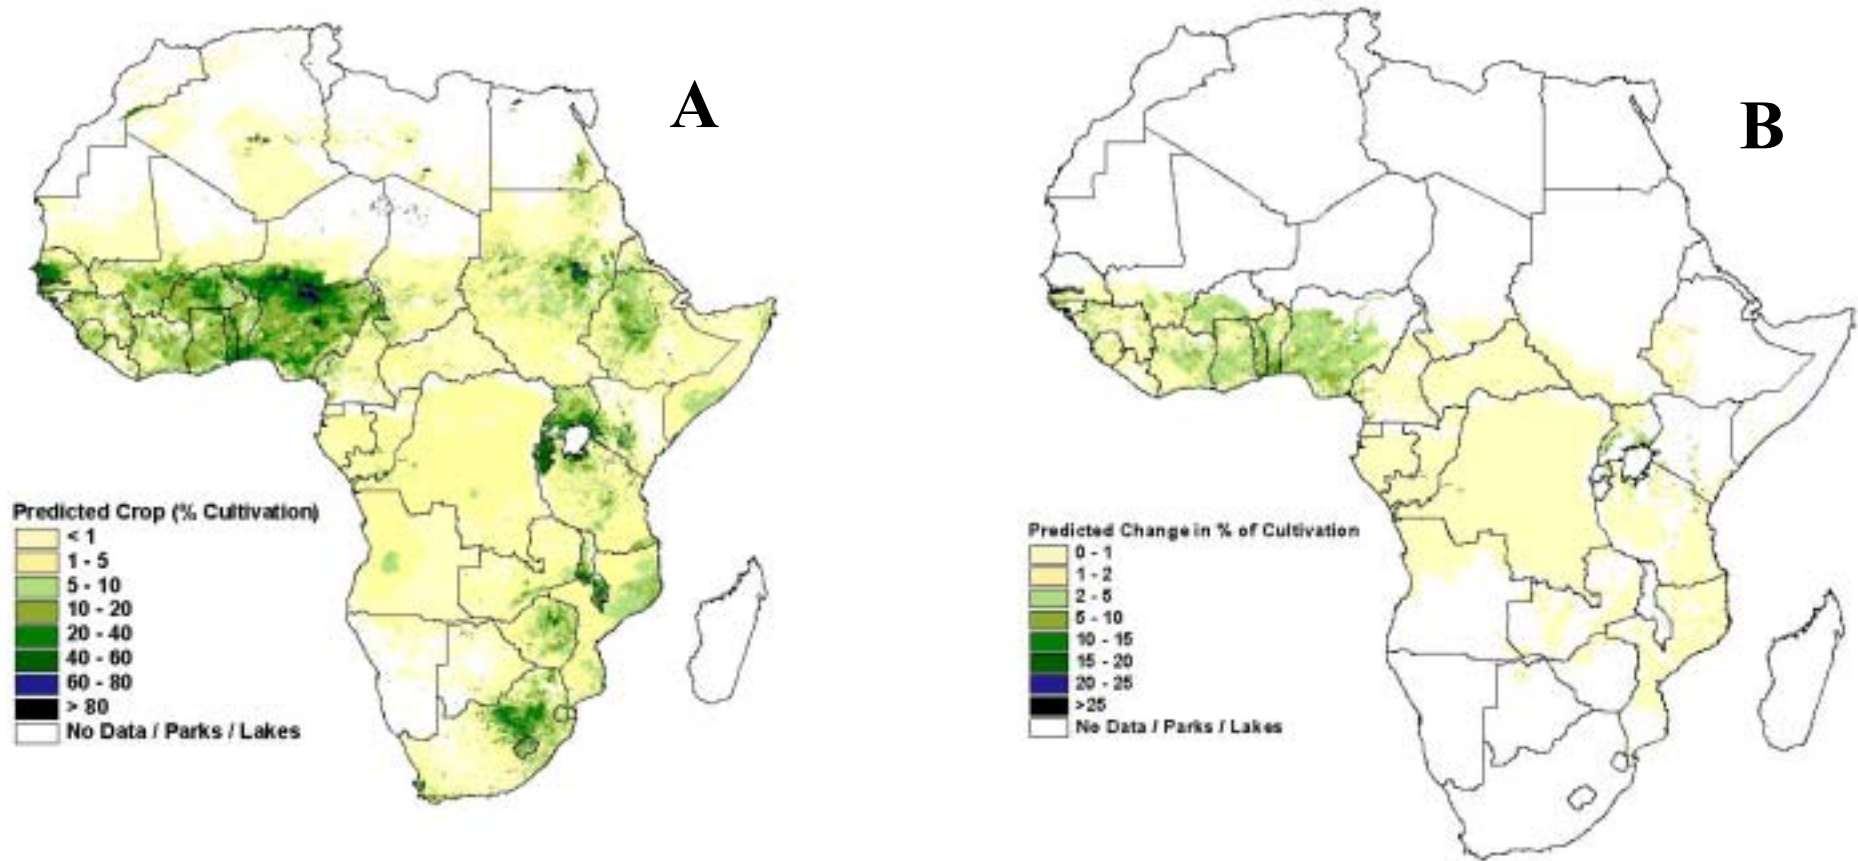 A
Predicted Crop (% Cultivation)
< 1
1 - 5
5 - 10
10 - 20
20 - 40
40 - 60
60 - 80
> 80
No Data / Parks / Lakes
B
Predicted Change in % of Cultivation
0 - 1
1 - 2
2 - 5
5 - 10
10 - 15
15 - 20
20 - 25
>25
No Data / Parks / Lakes